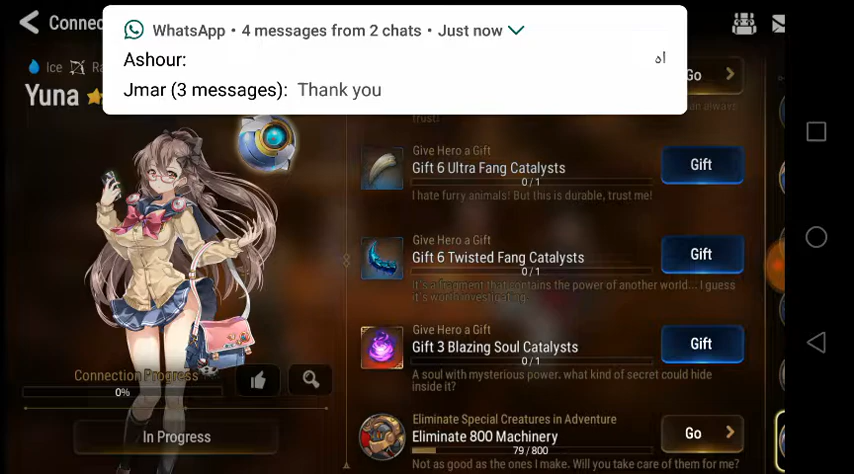 Connec
WhatsApp • 4 messages from 2 chats • Just now
Ashour: اه
Jmar (3 messages): Thank you
Ice
Yuna
Go
trust!
Give Hero a Gift
Gift 6 Ultra Fang Catalysts
0 / 1
I hate furry animals! But this is durable, trust me!
Gift
Give Hero a Gift
Gift 6 Twisted Fang Catalysts
0 / 1
It's a fragment that contains the power of another world... I guess
it's worth investigating.
Gift
Give Hero a Gift
Gift 3 Blazing Soul Catalysts
0 / 1
A soul with mysterious power. what kind of secret could hide
inside it?
Gift
Connection Progress
0%
In Progress
Eliminate Special Creatures in Adventure
Eliminate 800 Machinery
79 / 800
Not as good as the ones I make. Will you take care of them for me?
Go